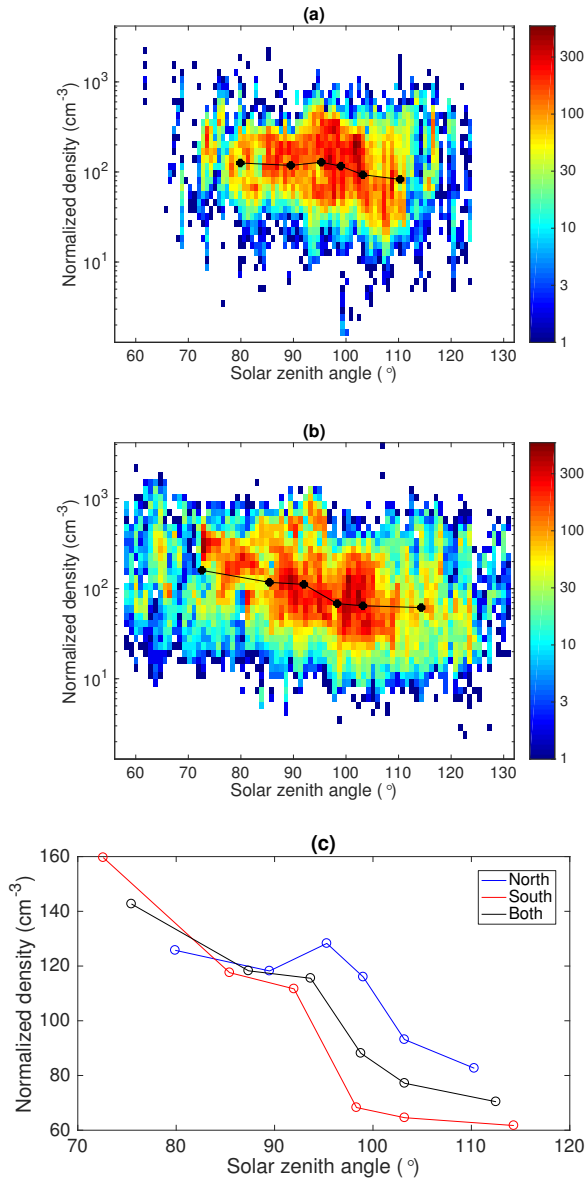 (a)
10³
10²
10¹
Normalized density (cm⁻³)
60 70 80 90 100 110 120 130
Solar zenith angle (°)
300
100
30
10
3
1
(b)
10³
10²
10¹
Normalized density (cm⁻³)
60 70 80 90 100 110 120 130
Solar zenith angle (°)
300
100
30
10
3
1
(c)
160
140
120
100
80
60
Normalized density (cm⁻³)
North
South
Both
70 80 90 100 110 120
Solar zenith angle (°)